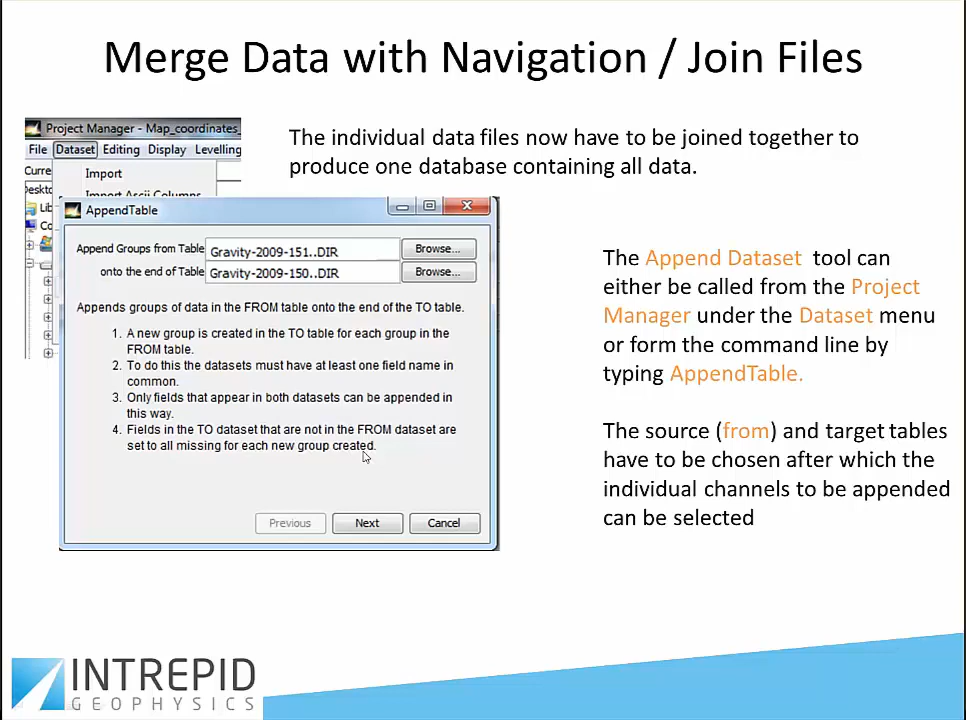 Merge Data with Navigation / Join Files
Project Manager - Map_coordinates_
File Dataset Editing Display Levelling
Curre
Import
Deskto
Import Ascii Columns
Lib
Co
The individual data files now have to be joined together to
produce one database containing all data.
AppendTable
Append Groups from Table Gravity-2009-151..DIR Browse...
onto the end of Table Gravity-2009-150..DIR Browse...
Appends groups of data in the FROM table onto the end of the TO table.
1. A new group is created in the TO table for each group in the
FROM table.
2. To do this the datasets must have at least one field name in
common.
3. Only fields that appear in both datasets can be appended in
this way.
4. Fields in the TO dataset that are not in the FROM dataset are
set to all missing for each new group created.
Previous Next Cancel
The Append Dataset tool can
either be called from the Project
Manager under the Dataset menu
or form the command line by
typing AppendTable.
The source (from) and target tables
have to be chosen after which the
individual channels to be appended
can be selected
INTREPID
GEOPHYSICS